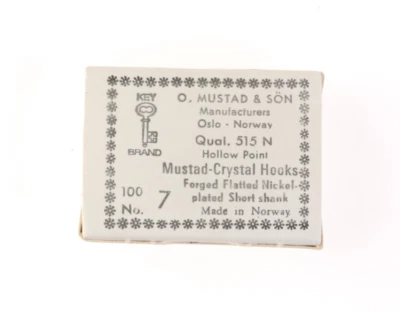 KEY
BRAND
O. MUSTAD & SÖN
Manufacturers
Oslo - Norway
Qual. 515 N
Hollow Point
Mustad-Crystal Hooks
Forged Flatted Nickel-
plated Short shank
Made in Norway
100
No. 7